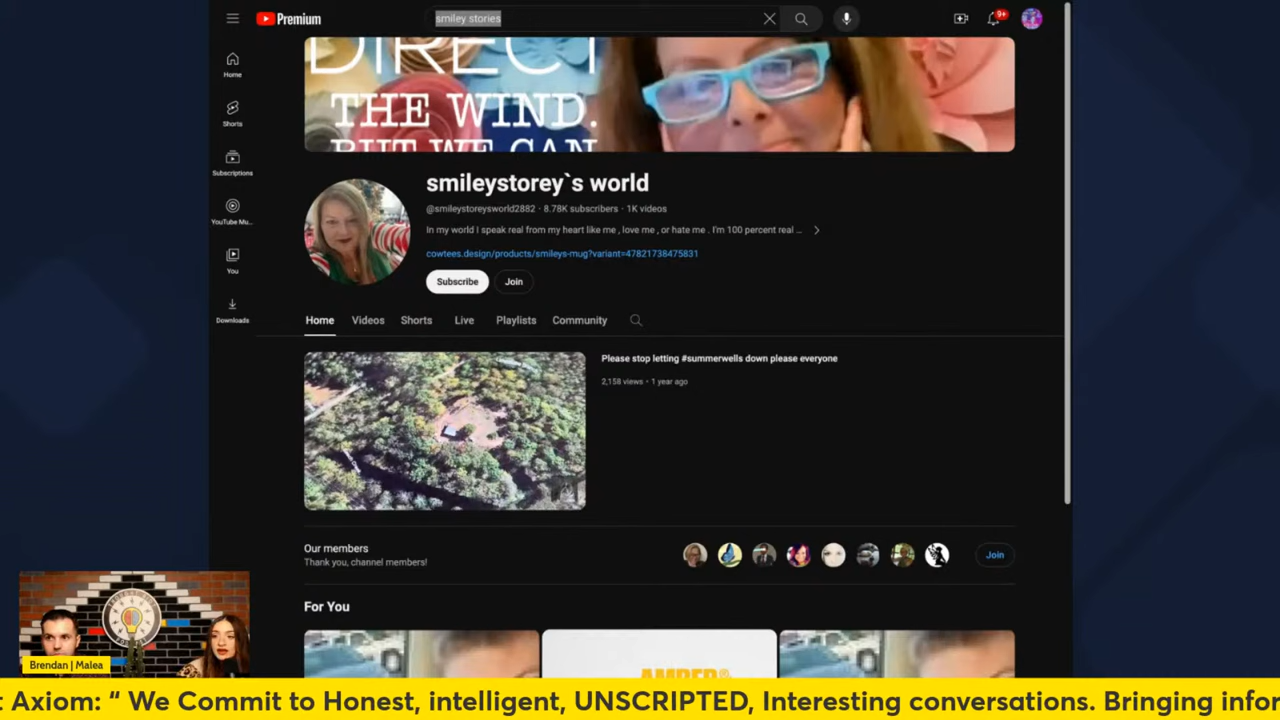 Premium
smiley stories
9+
Home
Shorts
Subscriptions
YouTube Mu...
You
Downloads
DIRECT
THE WIND.
BUT WE CAN
smileystorey`s world
@smileystoreysworld2882 · 8.78K subscribers · 1K videos
In my world I speak real from my heart like me , love me , or hate me . I'm 100 percent real ...
cowtees.design/products/smileys-mug?variant=47821738475831
Subscribe
Join
Home
Videos
Shorts
Live
Playlists
Community
Please stop letting #summerwells down please everyone
2,158 views · 1 year ago
Our members
Thank you, channel members!
Join
For You
AMBER
Brendan | Malea
t Axiom: “ We Commit to Honest, intelligent, UNSCRIPTED, Interesting conversations. Bringing infor